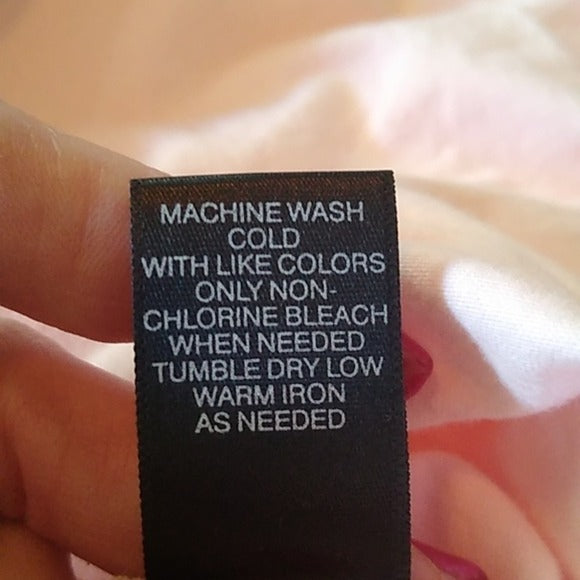 MACHINE WASH
COLD
WITH LIKE COLORS
ONLY NON-
CHLORINE BLEACH
WHEN NEEDED
TUMBLE DRY LOW
WARM IRON
AS NEEDED